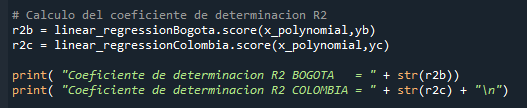 # Calculo del coeficiente de determinacion R2
r2b = linear_regressionBogota.score(x_polynomial,yb)
r2c = linear_regressionColombia.score(x_polynomial,yc)
print( "Coeficiente de determinacion R2 BOGOTA   = " + str(r2b))
print( "Coeficiente de determinacion R2 COLOMBIA = " + str(r2c) + "\n")